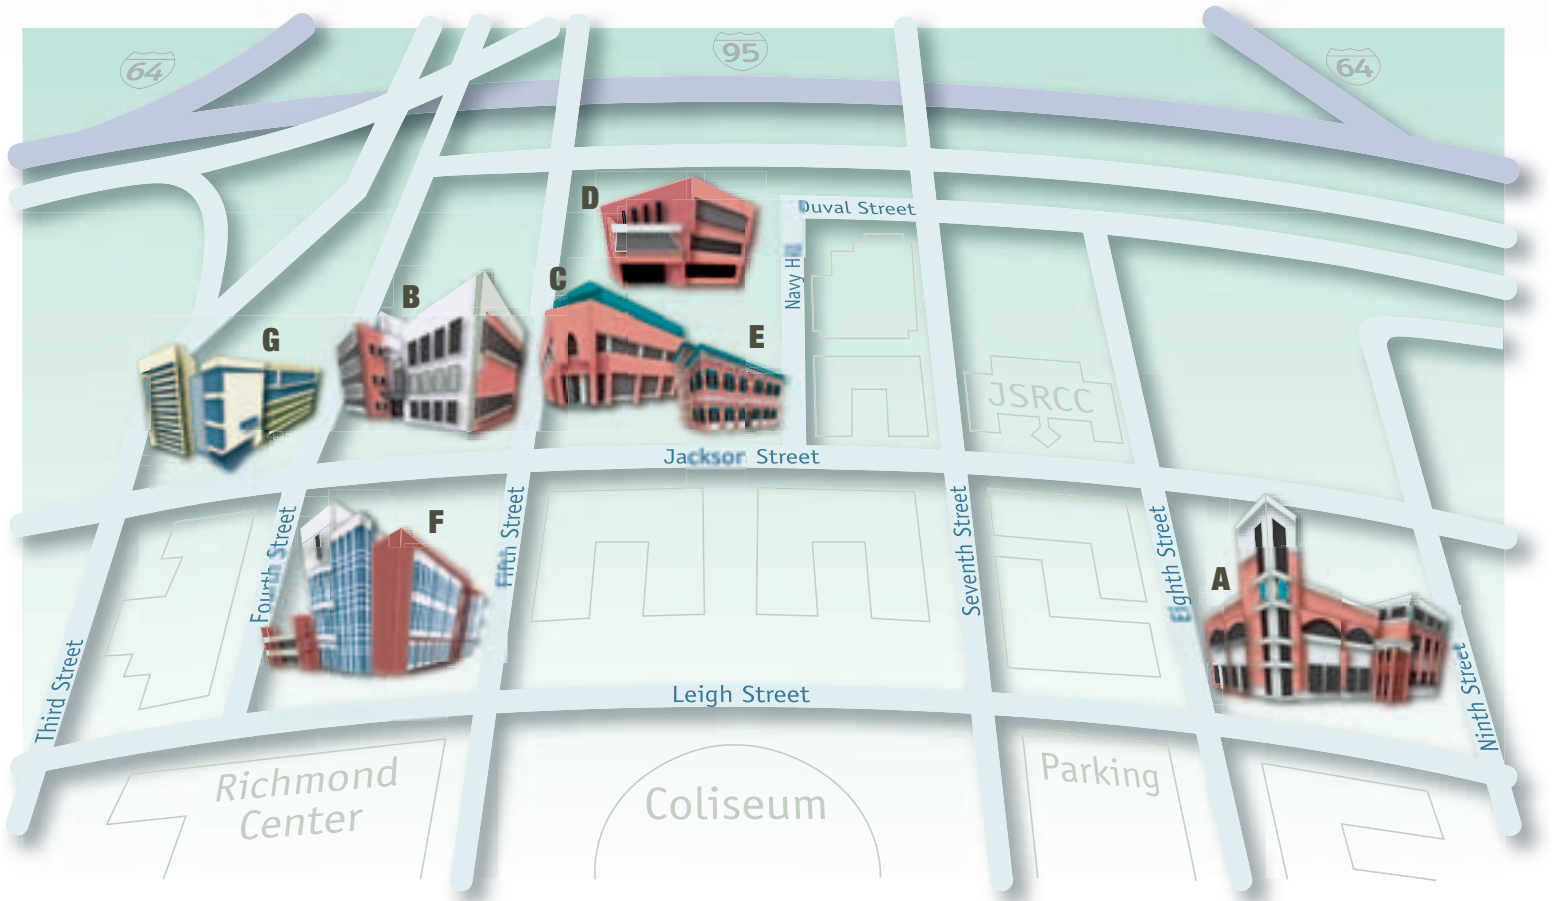 64
95
64
D
Duval Street
Navy Hill
C
B
G
E
JSRCC
Jackson Street
F
A
Third Street
Fourth Street
Fifth Street
Seventh Street
Eighth Street
Ninth Street
Leigh Street
Richmond
Center
Coliseum
Parking